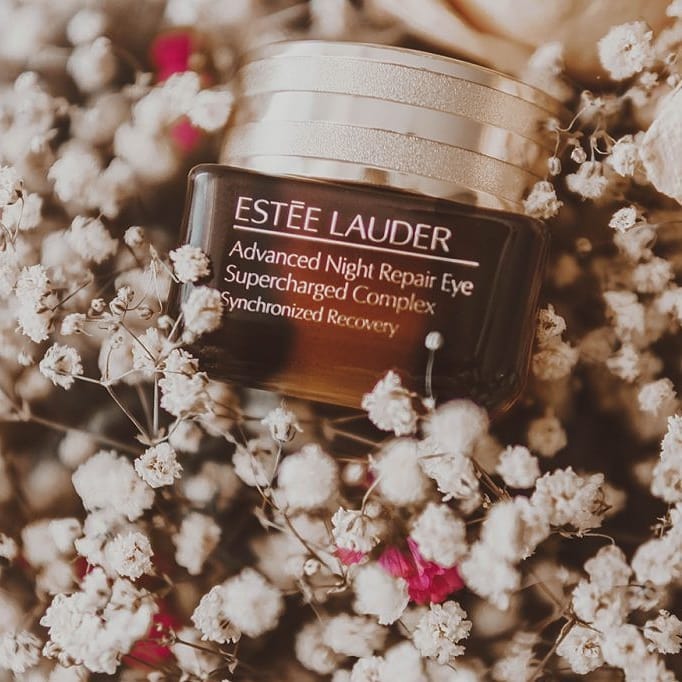 ESTĒE LAUDER
Advanced Night Repair Eye
Supercharged Complex
Synchronized Recovery